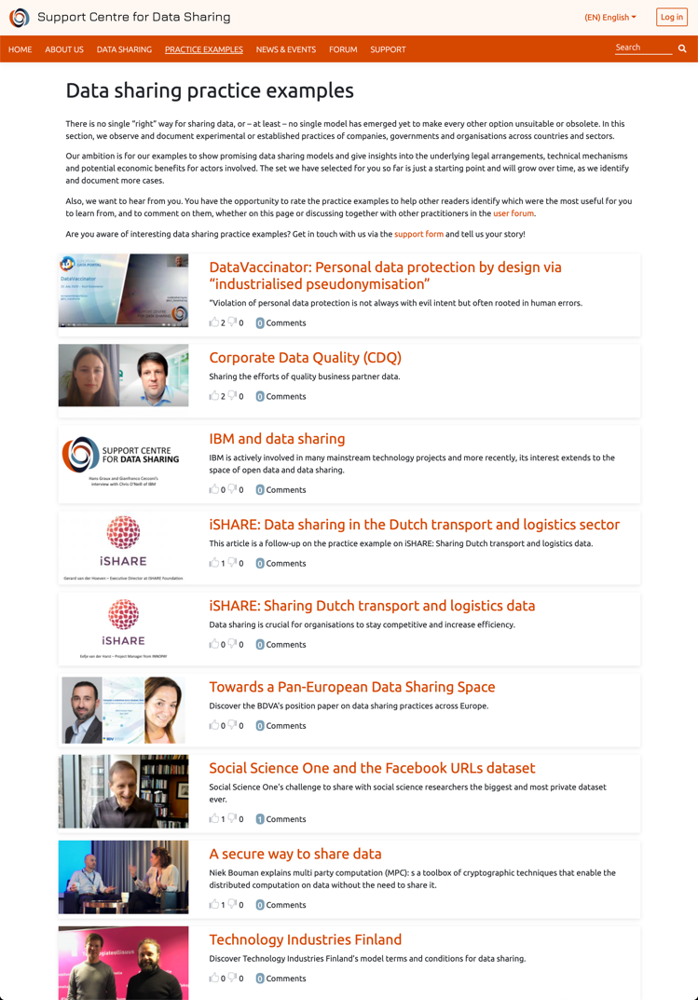 Support Centre for Data Sharing
(EN) English
Log in
HOME ABOUT US DATA SHARING PRACTICE EXAMPLES NEWS & EVENTS FORUM SUPPORT
Search
Data sharing practice examples
There is no single “right” way for sharing data, or – at least – no single model has emerged yet to make every other option unsuitable or obsolete. In this
section, we observe and document experimental or established practices of companies, governments and organisations across countries and sectors.
Our ambition is for our examples to show promising data sharing models and give insights into the underlying legal arrangements, technical mechanisms
and potential economic benefits for actors involved. The set we have selected for you so far is just a starting point and will grow over time, as we identify
and document more cases.
Also, we want to hear from you. You have the opportunity to rate the practice examples to help other readers identify which were the most useful for you
to learn from, and to comment on them, whether on this page or discussing together with other practitioners in the user forum.
Are you aware of interesting data sharing practice examples? Get in touch with us via the support form and tell us your story!
DataVaccinator
DataVaccinator: Personal data protection by design via
“industrialised pseudonymisation”
"Violation of personal data protection is not always with evil intent but often rooted in human errors.
2 0 0 Comments
Corporate Data Quality (CDQ)
Sharing the efforts of quality business partner data.
2 0 0 Comments
SUPPORT CENTRE
FOR DATA SHARING
Hans Graux and Gianfranco Cecconi's
interview with Chris O'Neill of IBM
IBM and data sharing
IBM is actively involved in many mainstream technology projects and more recently, its interest extends to the
space of open data and data sharing.
0 0 0 Comments
iSHARE
Gerard van der Hoeven – Executive Director at iSHARE Foundation
iSHARE: Data sharing in the Dutch transport and logistics sector
This article is a follow-up on the practice example on iSHARE: Sharing Dutch transport and logistics data.
1 0 0 Comments
iSHARE
Eefje van der Harst – Project Manager from INNOPAY
iSHARE: Sharing Dutch transport and logistics data
Data sharing is crucial for organisations to stay competitive and increase efficiency.
0 0 0 Comments
Towards a Pan-European Data Sharing Space
Discover the BDVA's position paper on data sharing practices across Europe.
0 0 0 Comments
Social Science One and the Facebook URLs dataset
Social Science One's challenge to share with social science researchers the biggest and most private dataset
ever.
1 0 1 Comments
A secure way to share data
Niek Bouman explains multi party computation (MPC): s a toolbox of cryptographic techniques that enable the
distributed computation on data without the need to share it.
1 0 0 Comments
Technology Industries Finland
Discover Technology Industries Finland's model terms and conditions for data sharing.
0 0 0 Comments